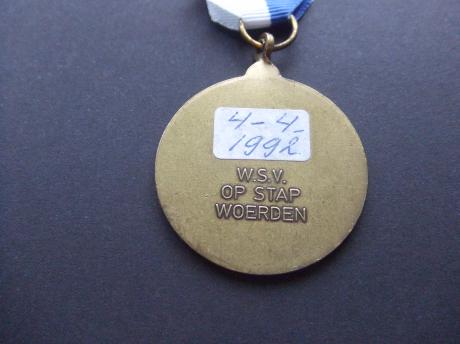 4-4-
1992
W.S.V.
OP STAP
WOERDEN